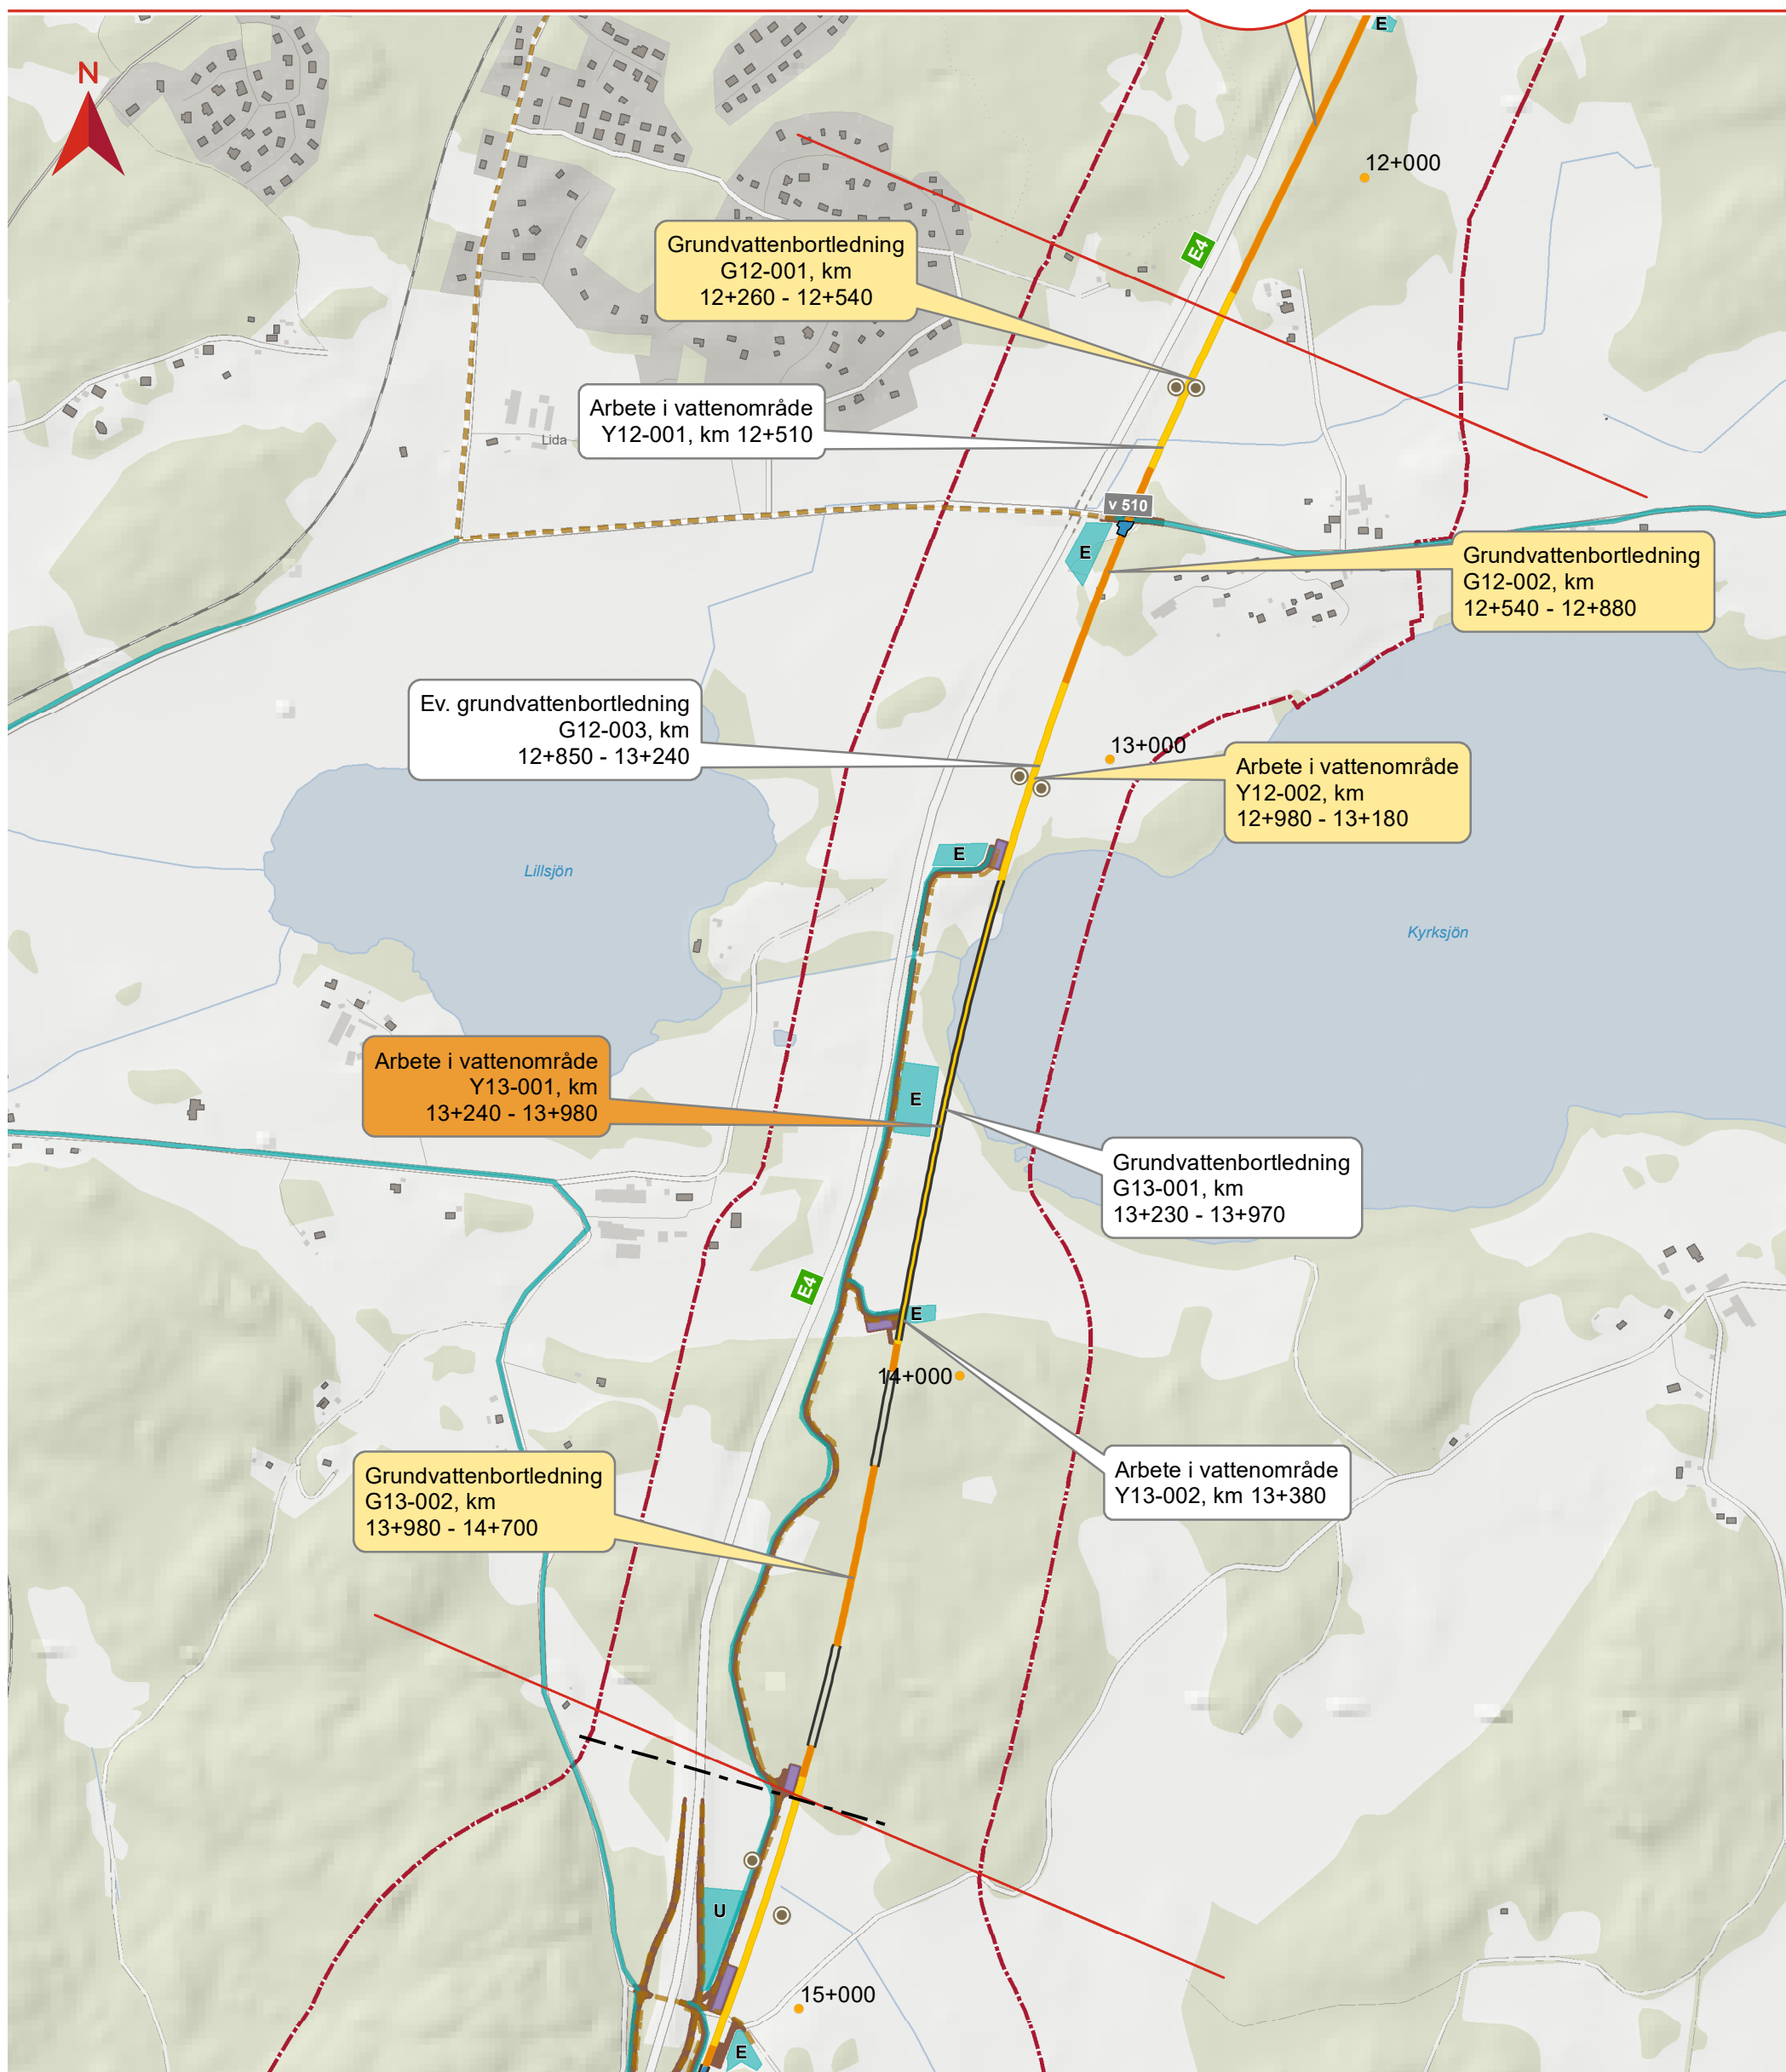 E
N
12+000
E4
Grundvattenbortledning
G12-001, km
12+260 - 12+540
Arbete i vattenområde
Y12-001, km 12+510
Lida
v 510
E
Grundvattenbortledning
G12-002, km
12+540 - 12+880
Ev. grundvattenbortledning
G12-003, km
12+850 - 13+240
13+000
Arbete i vattenområde
Y12-002, km
12+980 - 13+180
E
Lillsjön
Kyrksjön
Arbete i vattenområde
Y13-001, km
13+240 - 13+980
E
Grundvattenbortledning
G13-001, km
13+230 - 13+970
E4
E
14+000
Grundvattenbortledning
G13-002, km
13+980 - 14+700
Arbete i vattenområde
Y13-002, km 13+380
U
15+000
E